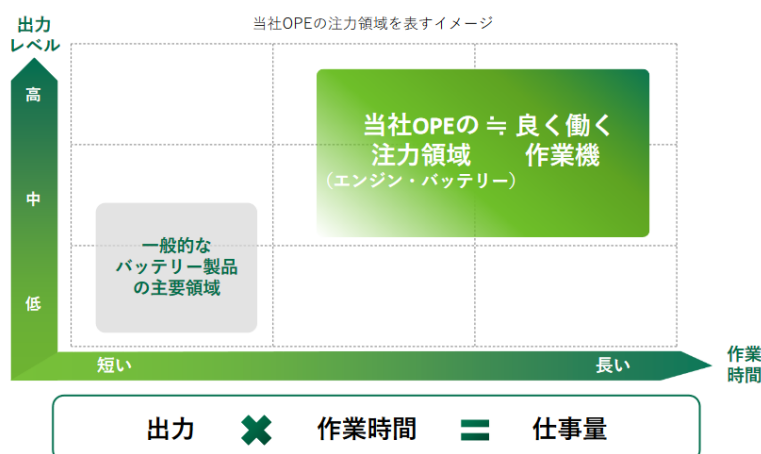 当社OPEの注力領域を表すイメージ
出力
レベル
高
中
低
当社OPEの ≒ 良く働く
注力領域 作業機
(エンジン・バッテリー)
一般的な
バッテリー製品
の主要領域
短い 長い
作業
時間
出力 ✖ 作業時間 = 仕事量